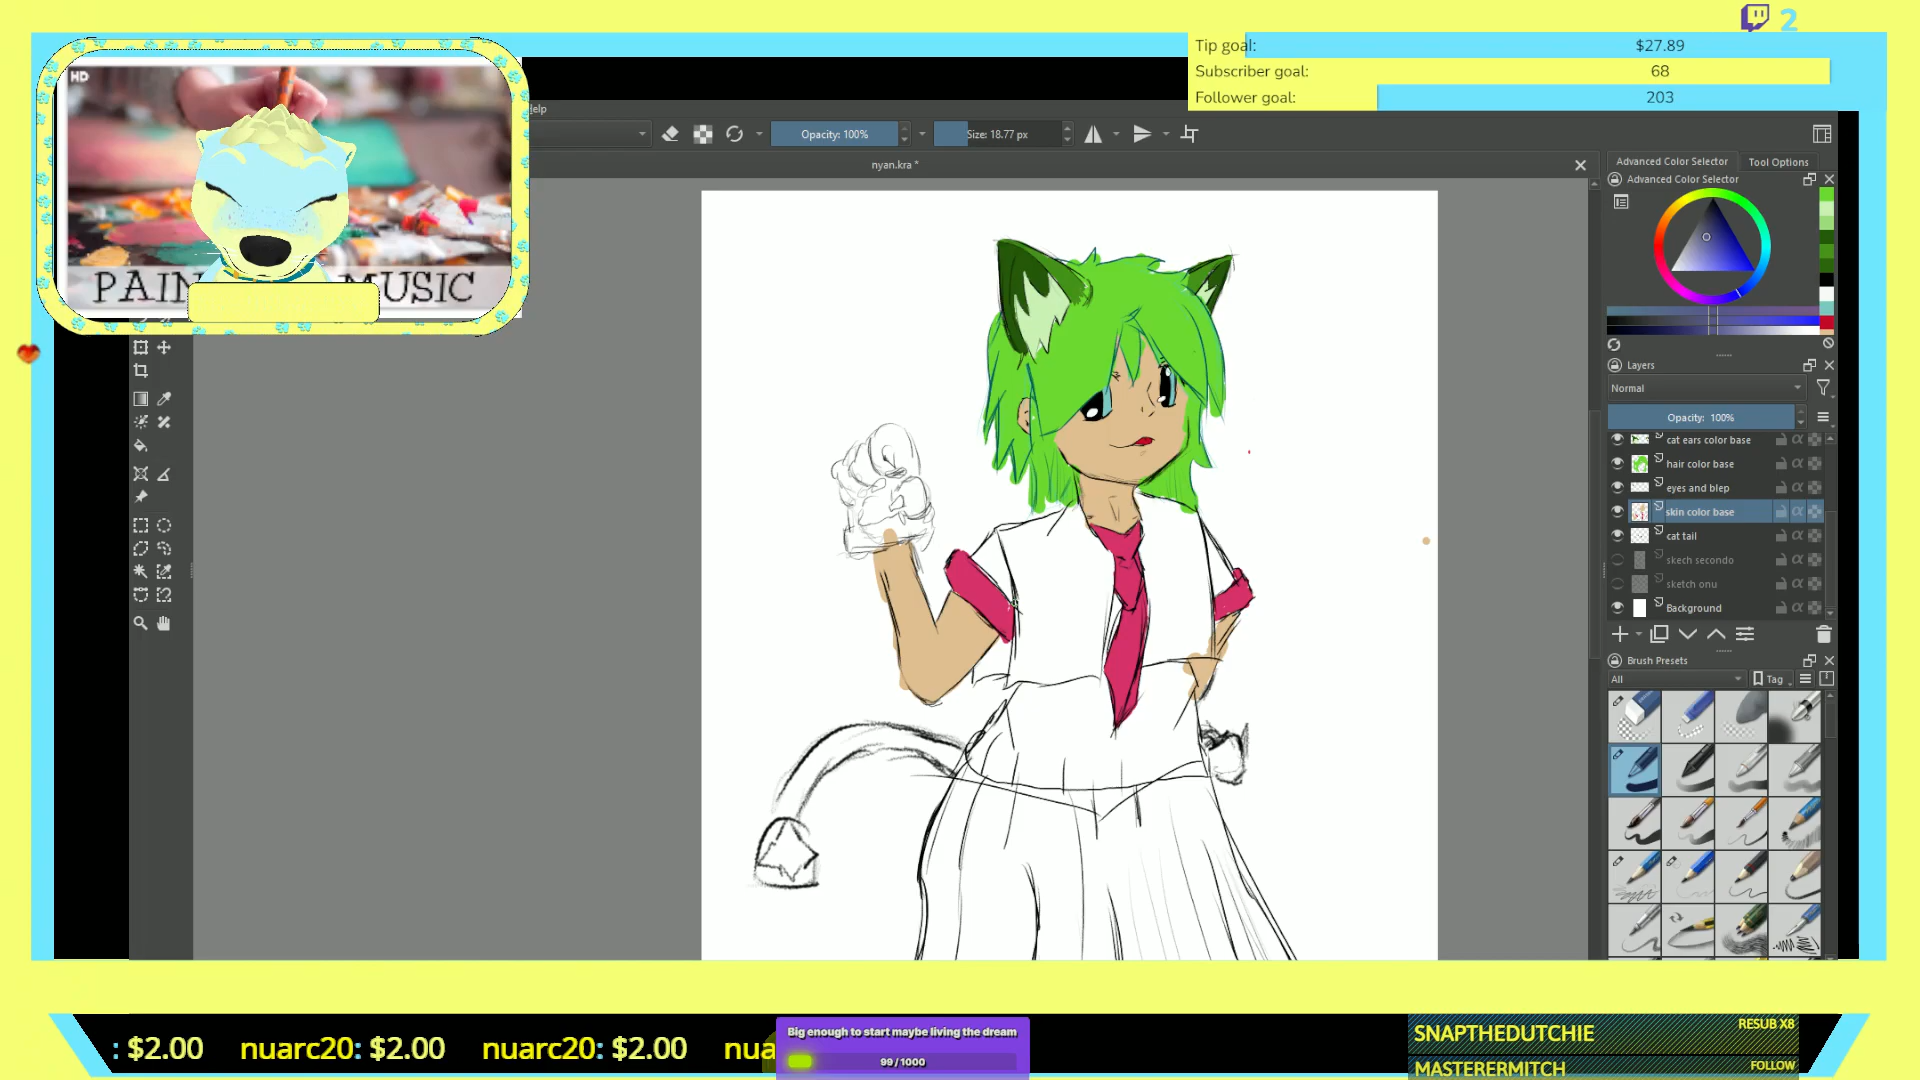 2
Tip goal: $27.89
Subscriber goal: 68
Follower goal: 203
HD
PAIN MUSIC
elp
Opacity: 100%
Size: 18.77 px
nyan.kra *
Advanced Color Selector
Tool Options
Advanced Color Selector
Layers
Normal
Opacity: 100%
cat ears color base
hair color base
eyes and blep
skin color base
cat tail
skech secondo
sketch onu
Background
Brush Presets
All
Tag
: $2.00 nuarc20: $2.00 nuarc20: $2.00 nua
Big enough to start maybe living the dream
99 / 1000
SNAPTHEDUTCHIE RESUB X8
MASTERERMITCH FOLLOW